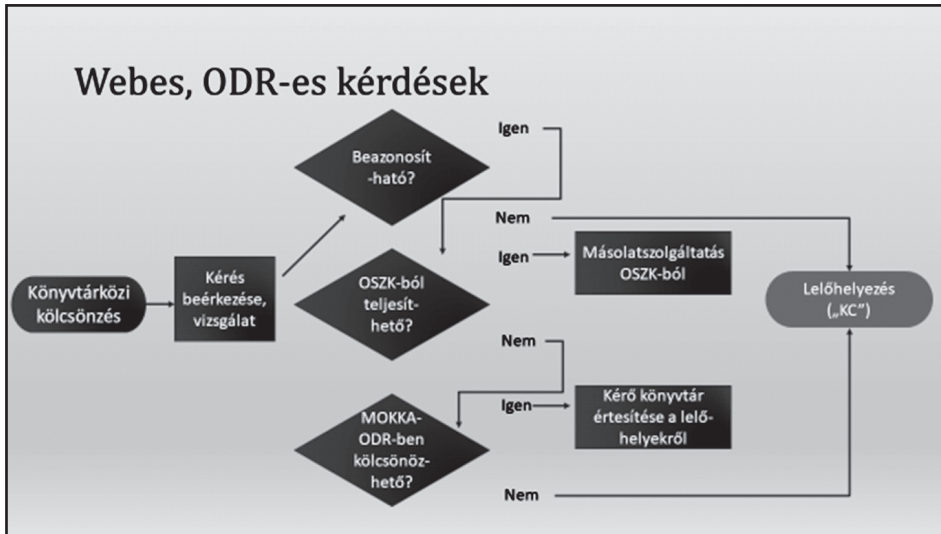 Webes, ODR-es kérdések
Könyvtárközi
kölcsönzés
Kérés
beérkezése,
vizsgálat
Beazonosít
-ható?
Igen
Nem
OSZK-ból
teljesít-
hető?
Igen
Másolatszolgáltatás
OSZK-ból
Nem
MOKKA-
ODR-ben
kölcsönöz-
hető?
Igen
Kérő könyvtár
értesítése a lelő-
helyekről
Nem
Lelőhelyezés
(„KC”)